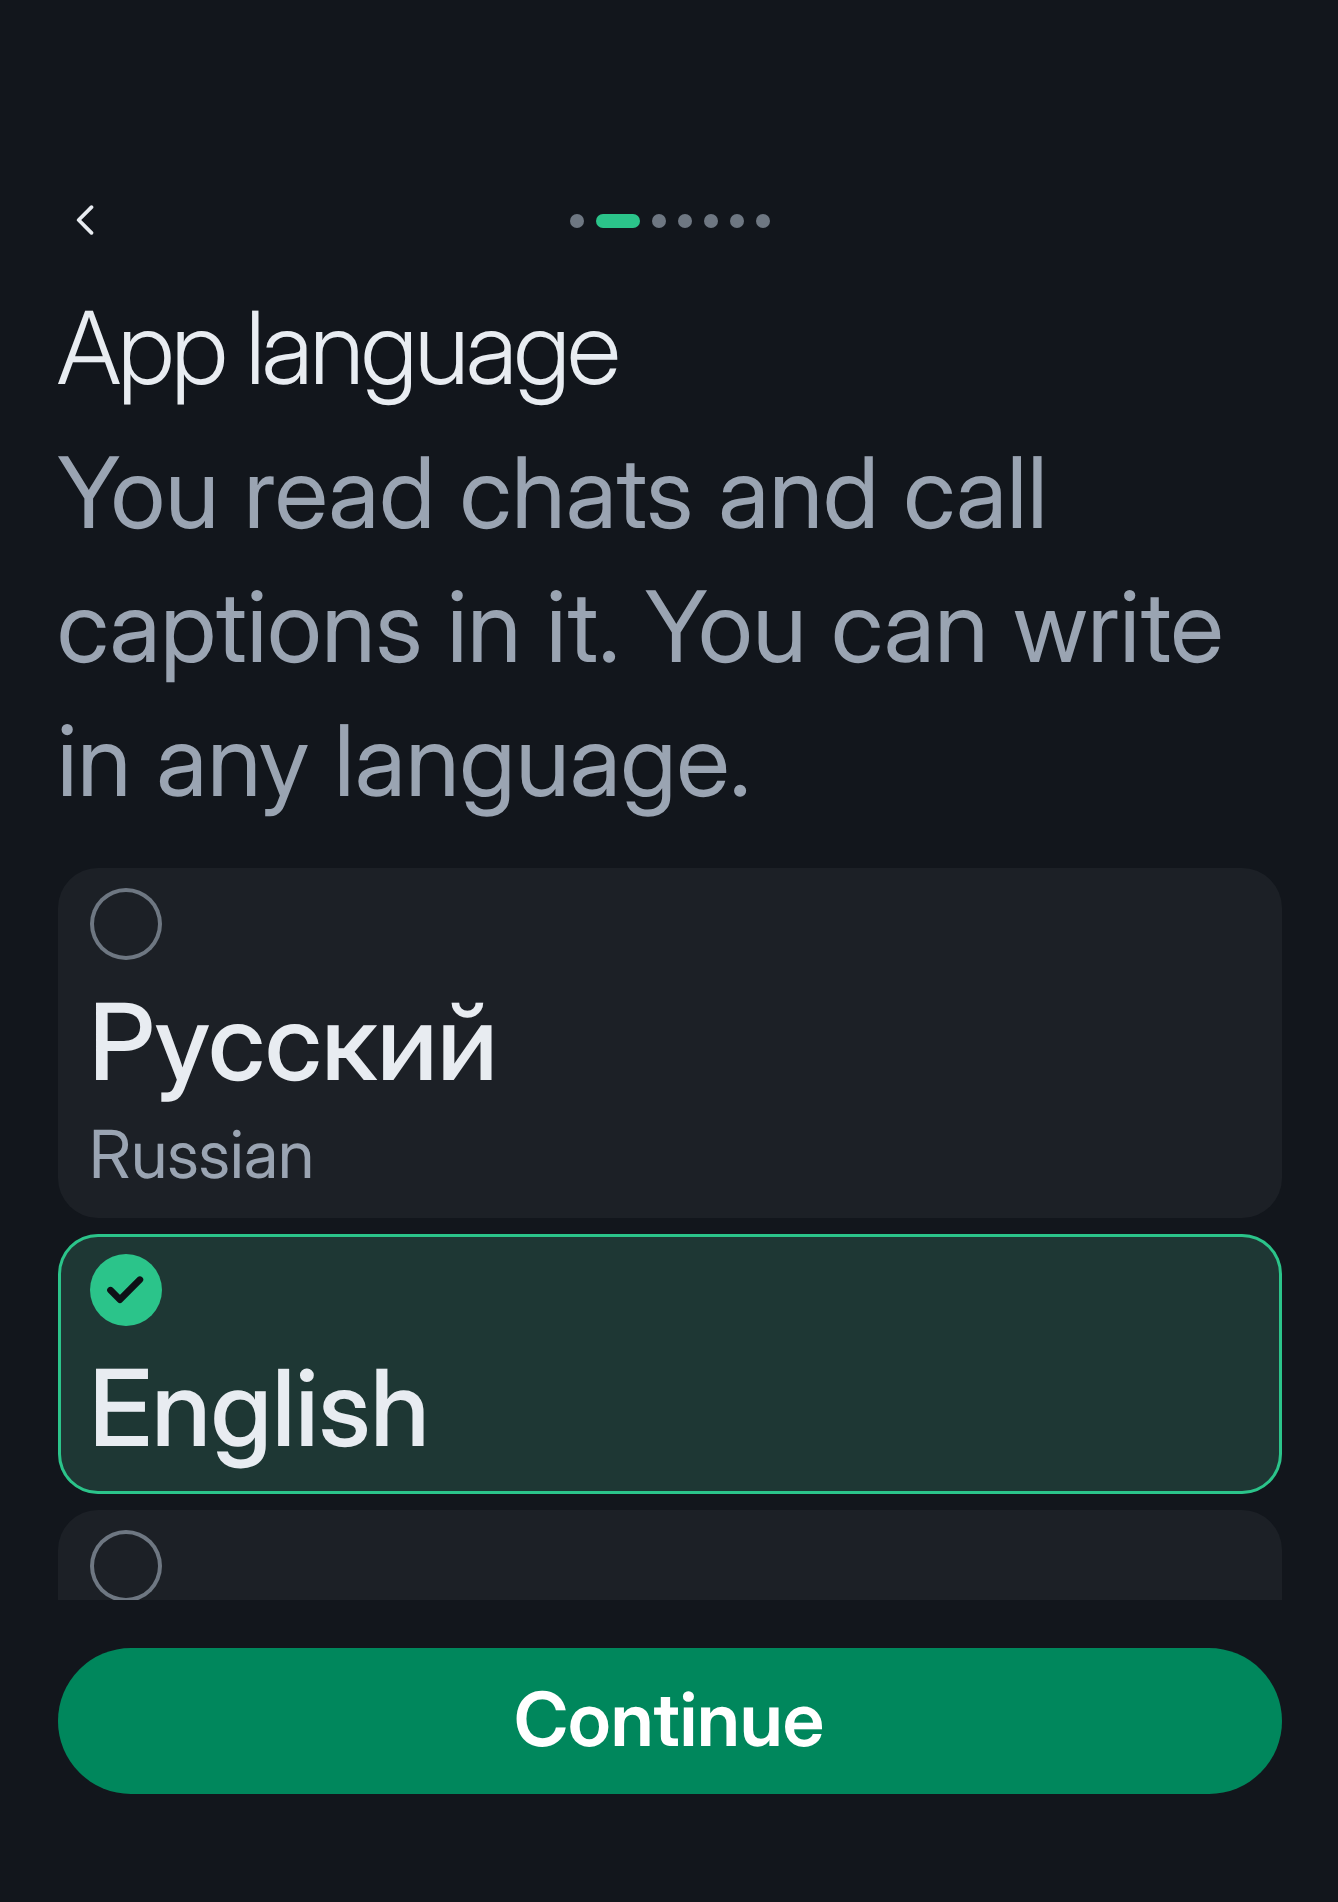 App language
You read chats and call
captions in it. You can write
in any language.
Русский
Russian
English
Continue